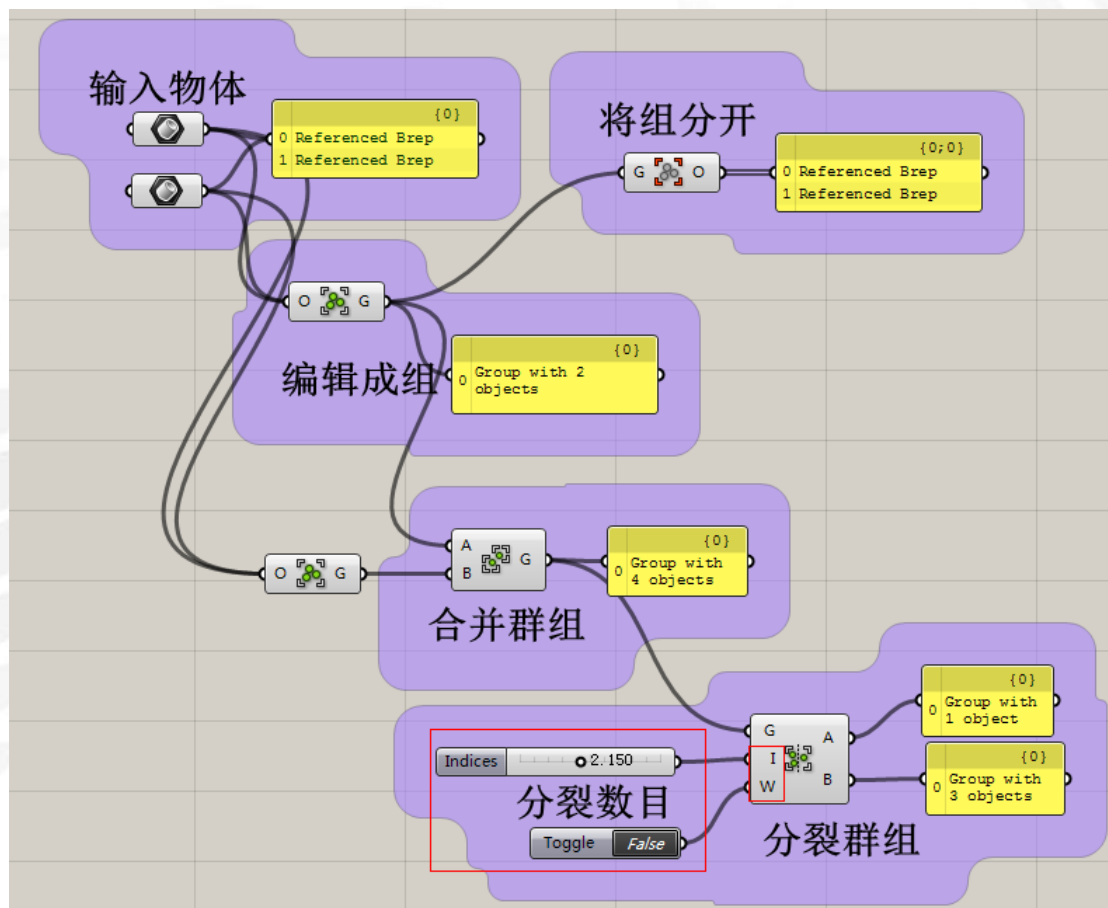 输入物体
{0}
0 Referenced Brep
1 Referenced Brep
将组分开
G O
{0;0}
0 Referenced Brep
1 Referenced Brep
O G
编辑成组
{0}
0 Group with 2
objects
O G
A
B
G
合并群组
{0}
0 Group with
4 objects
Indices 2.150
分裂数目
Toggle False
G
I
W
A
B
分裂群组
{0}
0 Group with
1 object
{0}
0 Group with
3 objects